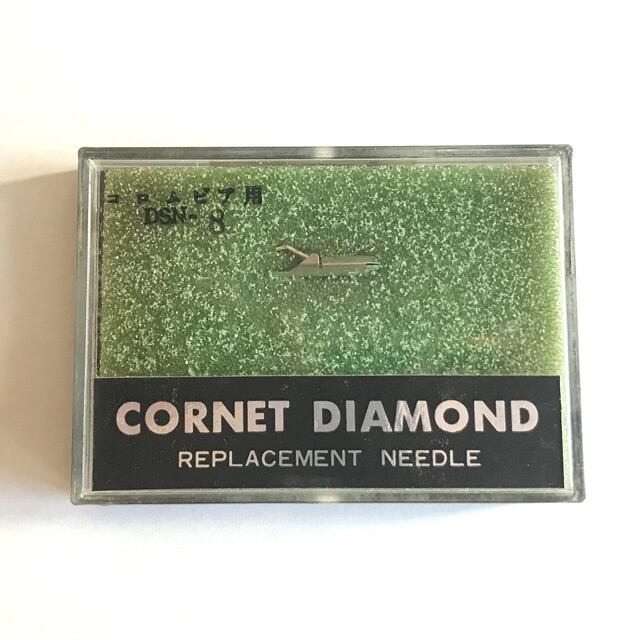 コロムビア用
DSN-8
CORNET DIAMOND
REPLACEMENT NEEDLE